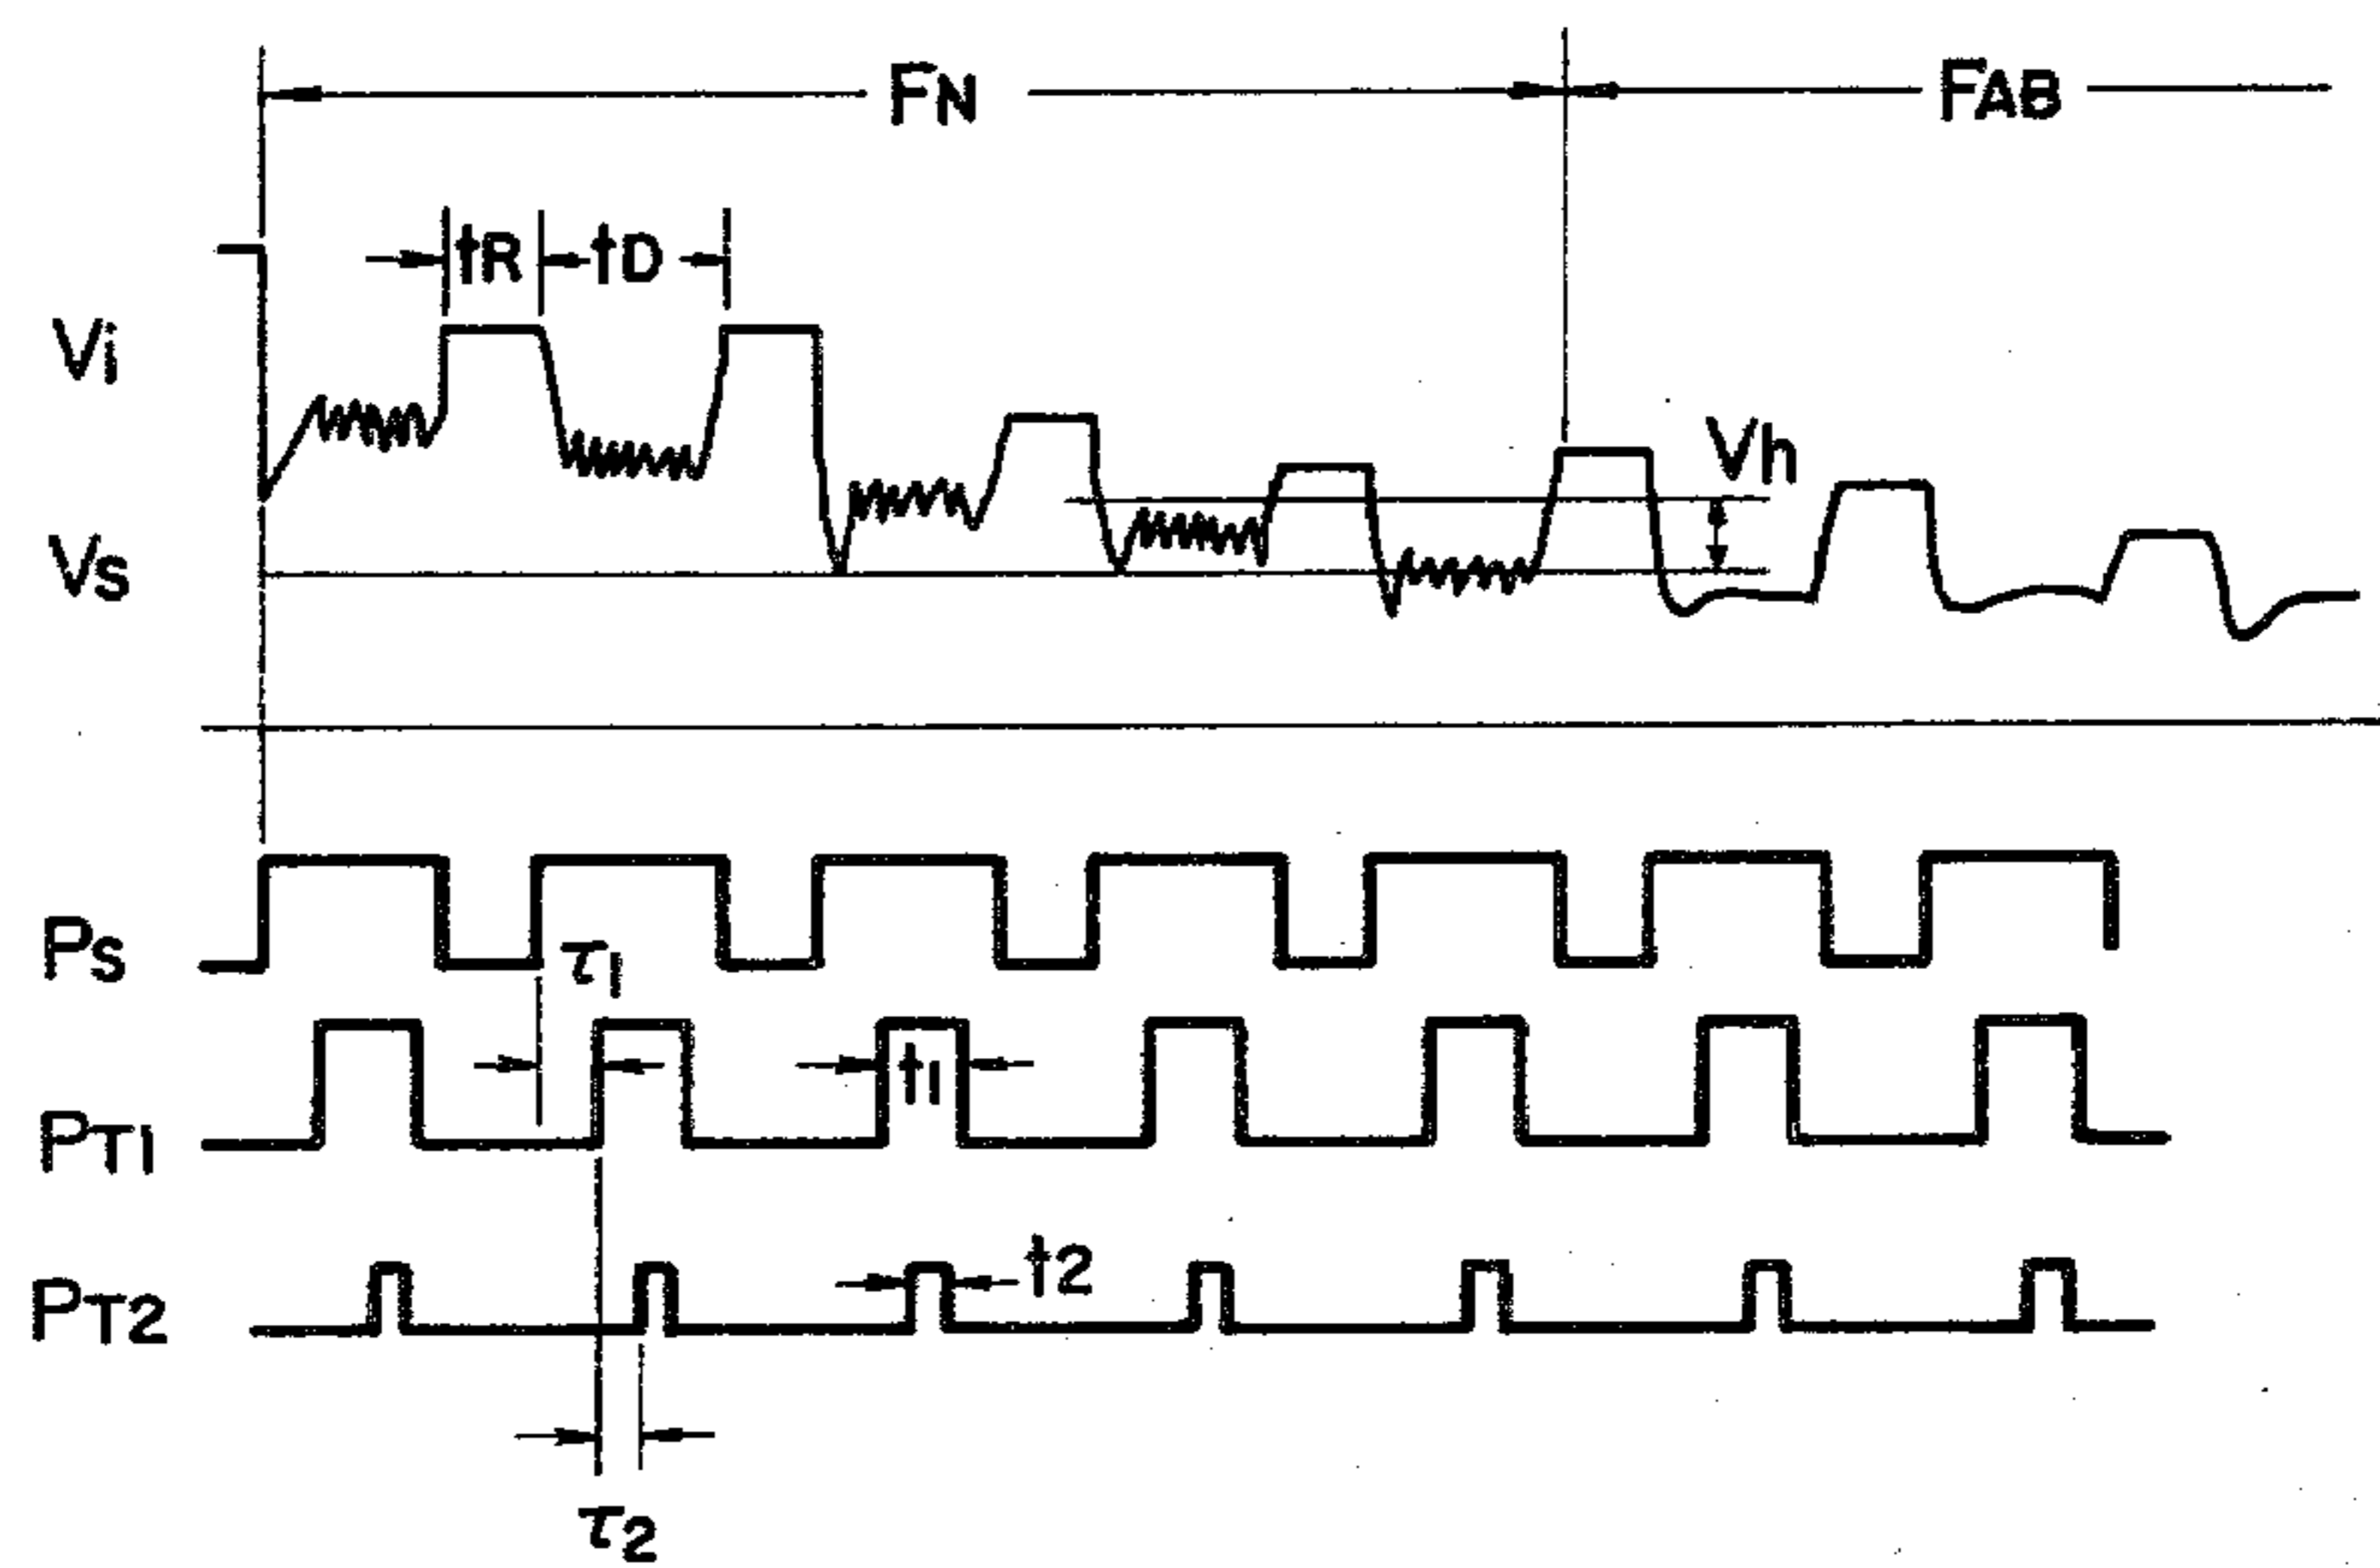 FN FAB
tR tD
Vi
Vh
Vs
Ps
τ1
t1
PT1
t2
PT2
τ2